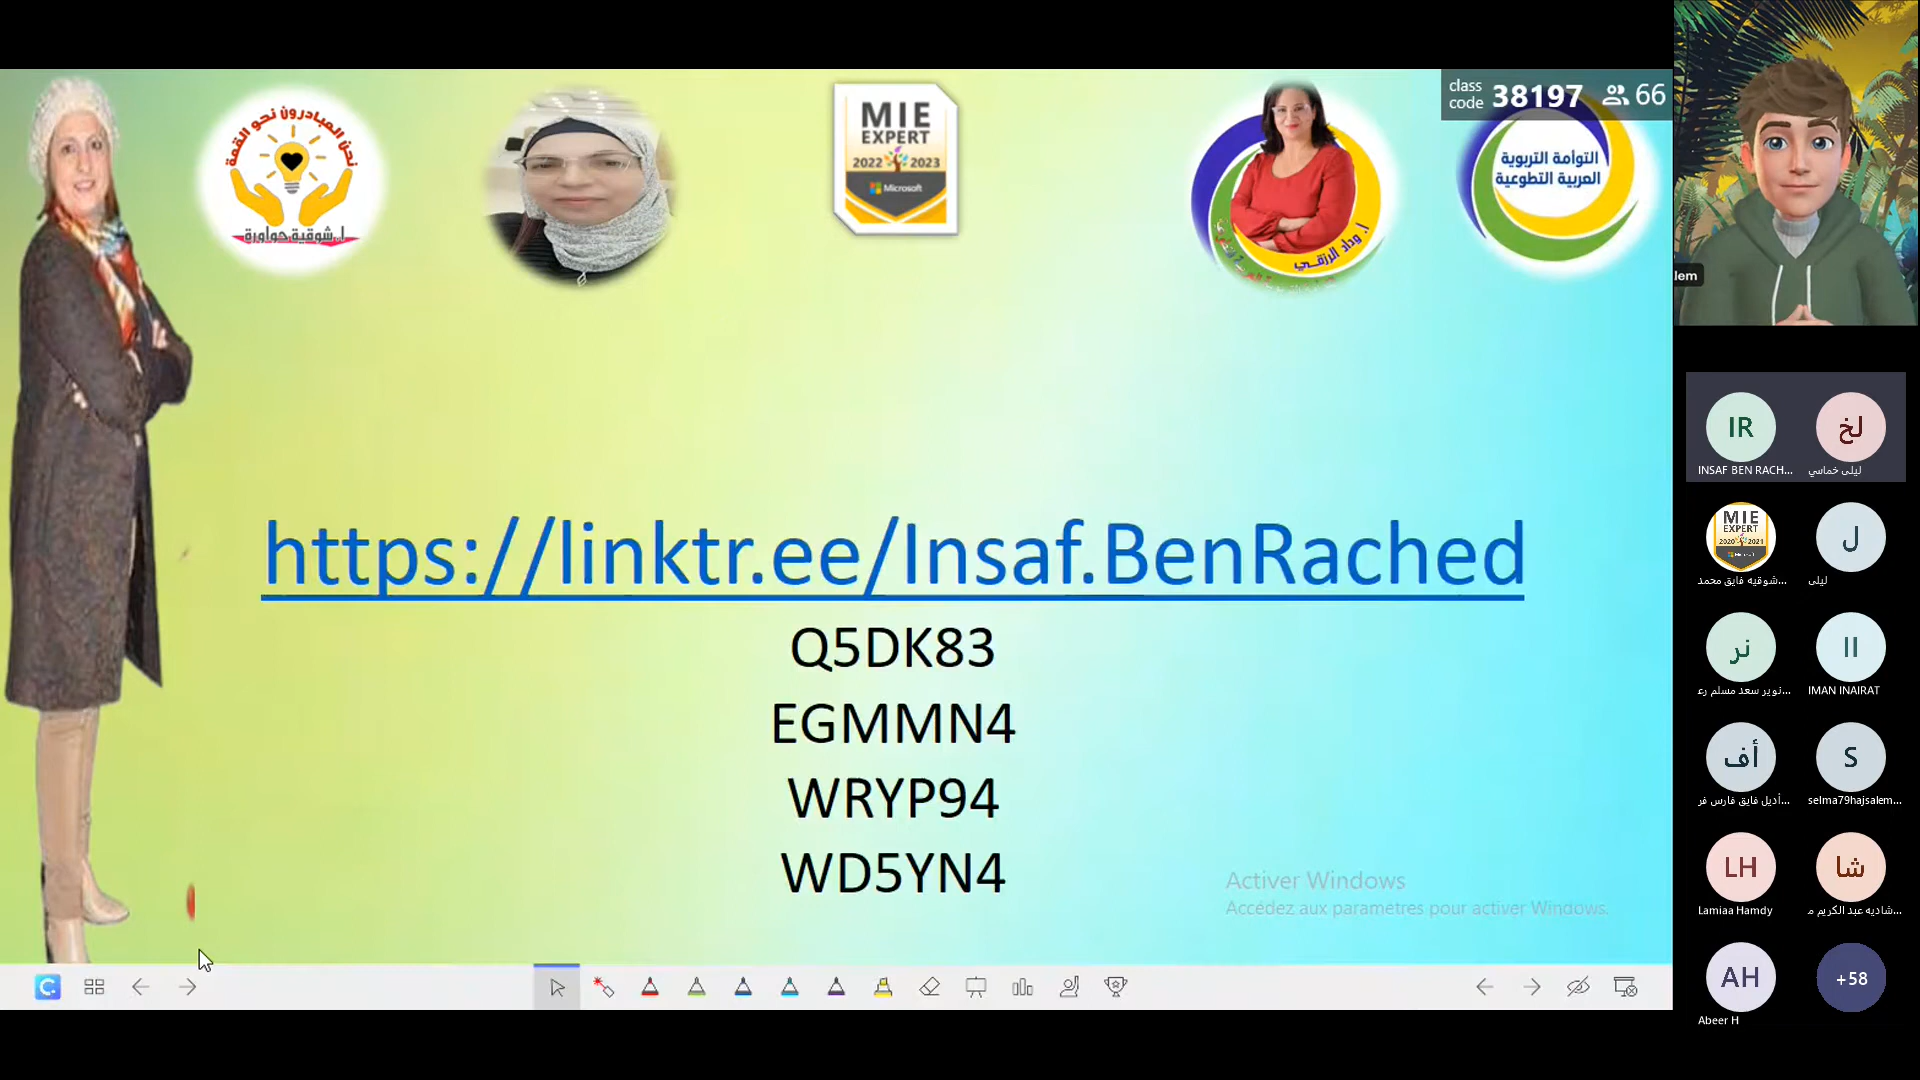 نحن المبادرون نحو القمة
ا. شوقية حواورة
MIE
EXPERT
2022 2023
Microsoft
ا. وداد الرزقي
class
code 38197 66
التوأمة التربوية
العربية التطوعية
lem
https://linktr.ee/Insaf.BenRached
Q5DK83
EGMMN4
WRYP94
WD5YN4
Activer Windows
Accédez aux paramètres pour activer Windows.
IR
INSAF BEN RACH...
لخ
ليلى خماسي
MIE
EXPERT
2020 2021
شوقيه فايق محمد...
ل
ليلى
نر
نوير سعد مسلم رع...
II
IMAN INAIRAT
أف
أديل فايق فارس فر...
S
selma79hajsalem...
LH
Lamiaa Hamdy
شا
شاديه عبد الكريم م...
AH
Abeer H
+58